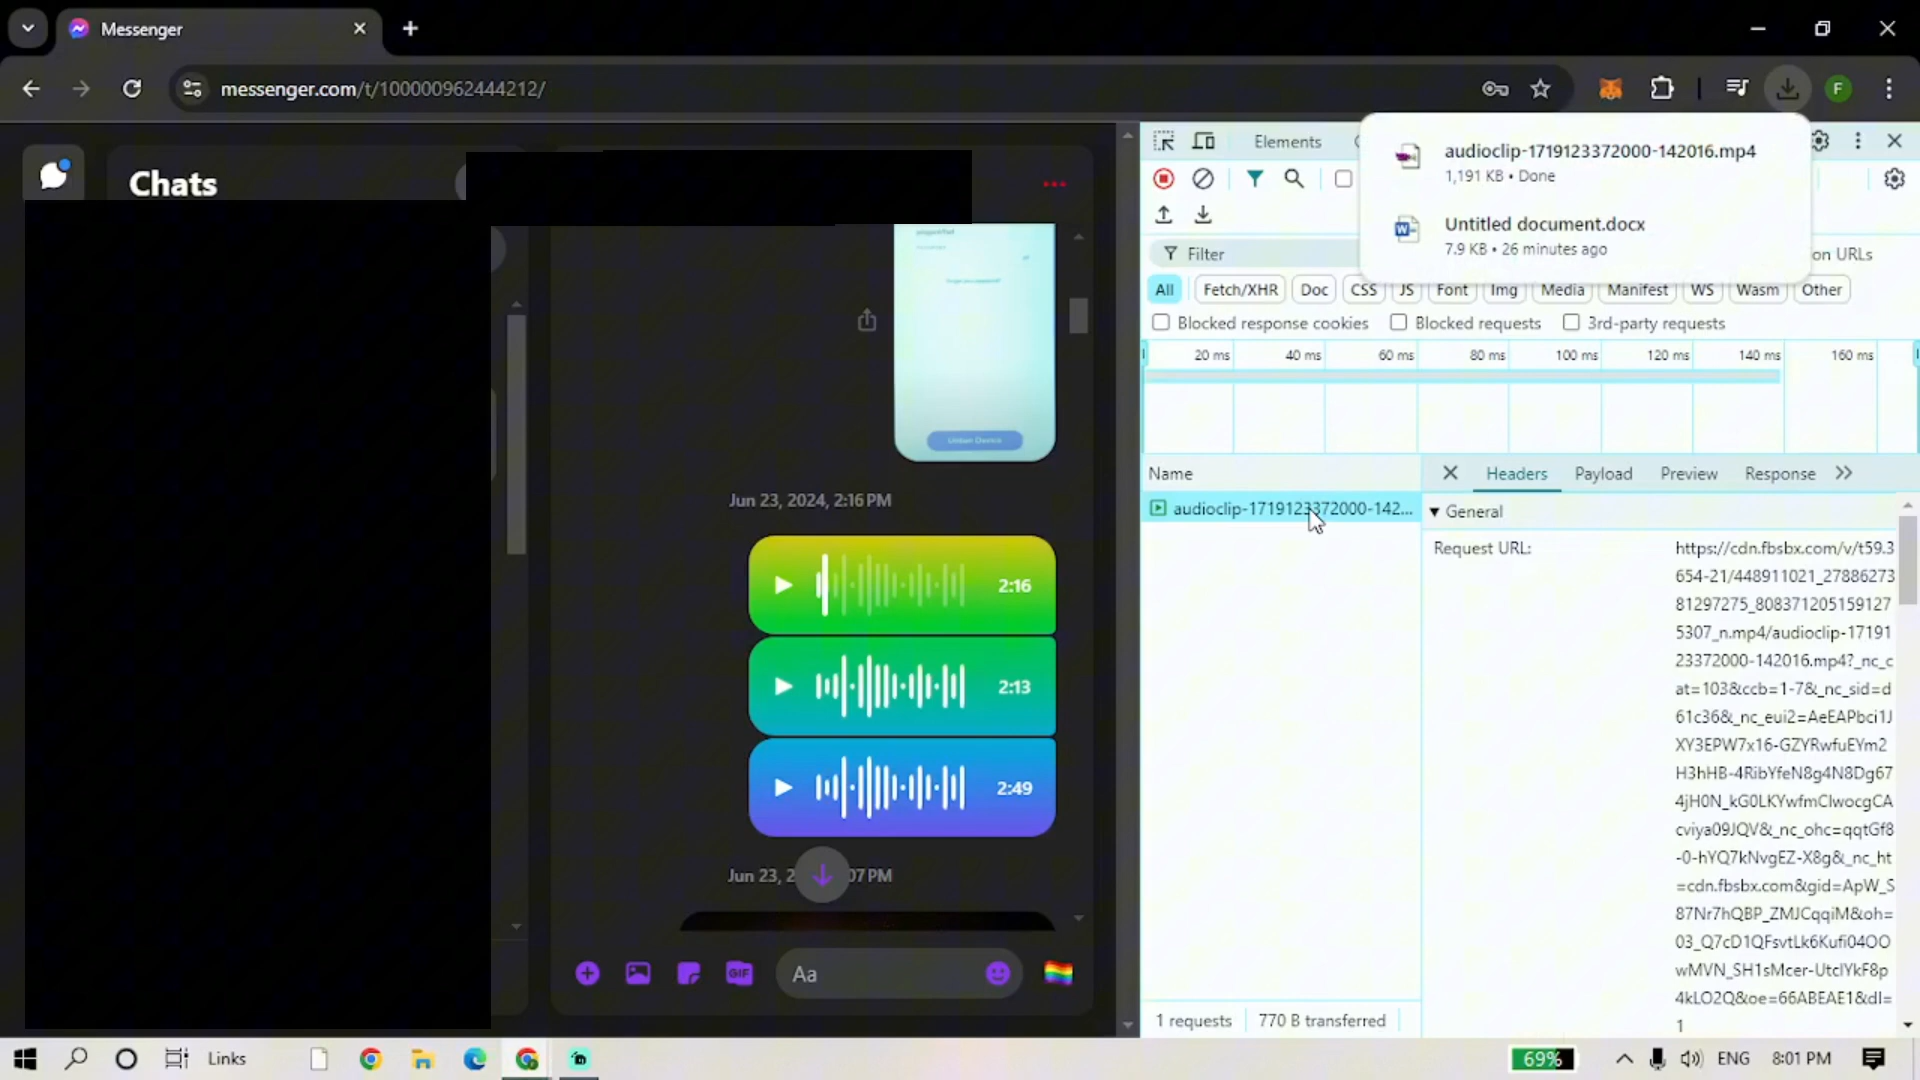 Messenger
messenger.com/t/100000962444212/
F
Chats
Elements
audioclip-1719123372000-142016.mp4
1,191 KB • Done
Untitled document.docx
7.9 KB • 26 minutes ago
Filter
on URLs
All
Fetch/XHR
Doc
CSS
JS
Font
Img
Media
Manifest
WS
Wasm
Other
Blocked response cookies
Blocked requests
3rd-party requests
20 ms
40 ms
60 ms
80 ms
100 ms
120 ms
140 ms
160 ms
Name
Headers
Payload
Preview
Response
audioclip-1719123372000-142...
General
Request URL:
https://cdn.fbsbx.com/v/t59.3
654-21/448911021_27886273
81297275_808371205159127
5307_n.mp4/audioclip-17191
23372000-142016.mp4?_nc_c
at=103&ccb=1-7&_nc_sid=d
61c36&_nc_eui2=AeEAPbci1J
XY3EPW7x16-GZYRwfuEYm2
H3hHB-4RibYfeN8g4N8Dg67
4jH0N_kG0LKYwfmClwocgCA
cviya09JQV&_nc_ohc=qqtGf8
-0-hYQ7kNvgEZ-X8g&_nc_ht
=cdn.fbsbx.com&gid=ApW_S
87Nr7hQBP_ZMJCqqiM&oh=
03_Q7cD1QFsvtLk6Kufi04OO
wMVN_SH1sMcer-UtclYkF8p
4kLO2Q&oe=66ABEAE1&dl=
1
Unban Device
Jun 23, 2024, 2:16 PM
2:16
2:13
2:49
Jun 23, 2
07 PM
GIF
Aa
1 requests
770 B transferred
Links
69%
ENG
8:01 PM